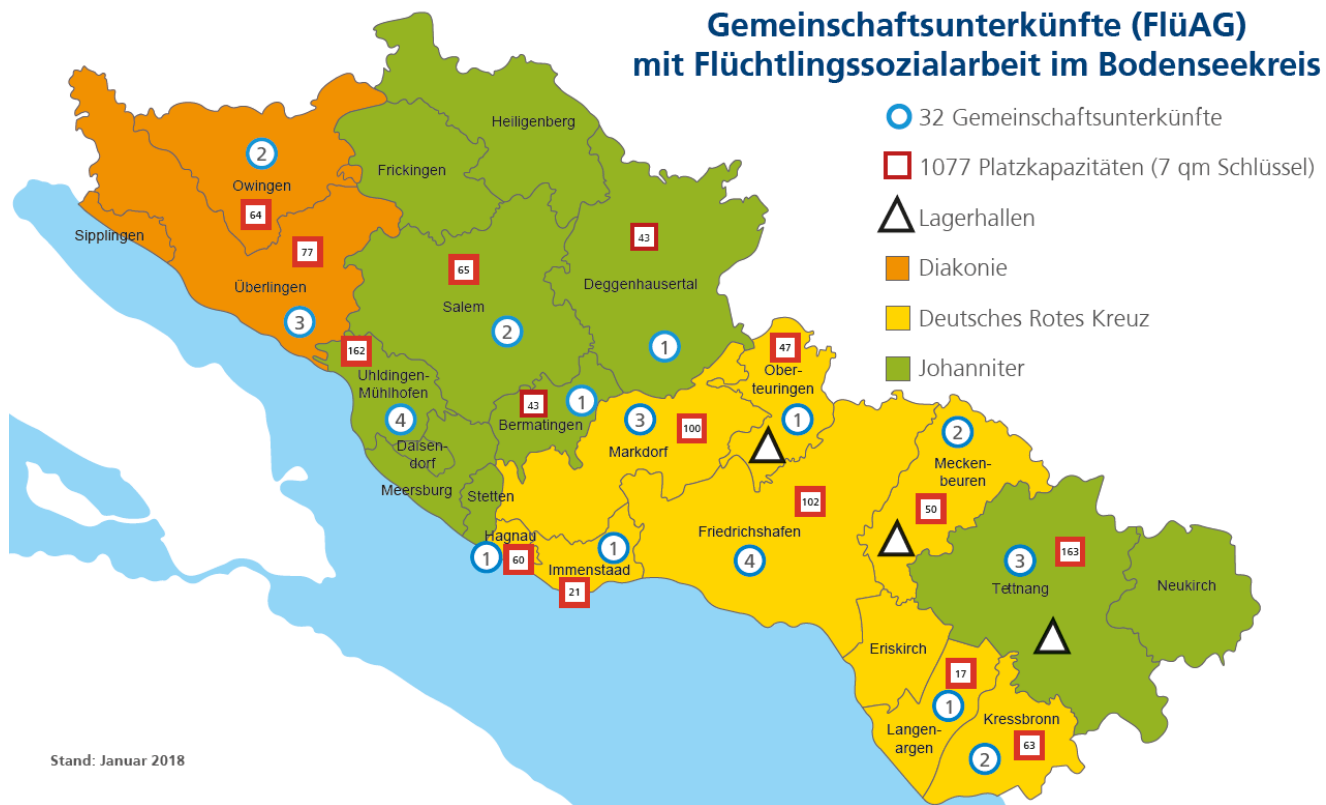 Gemeinschaftsunterkünfte (FlüAG)
mit Flüchtlingssozialarbeit im Bodenseekreis
32 Gemeinschaftsunterkünfte
1077 Platzkapazitäten (7 qm Schlüssel)
Lagerhallen
Diakonie
Deutsches Rotes Kreuz
Johanniter
Heiligenberg
2
Frickingen
Owingen
64
Sipplingen
43
77
65
Überlingen
Deggenhausertal
Salem
3
2
1
162
47
Uhldingen-
Mühlhofen
Ober-
teuringen
43
1
4
Bermatingen
3
100
1
2
Markdorf
Daisen-
dorf
Meckenbeuren
Meersburg
Stetten
102
50
Hagnau
Friedrichshafen
1
60
1
4
3
163
Immenstaad
Tettnang
Neukirch
21
Eriskirch
17
1
Kressbronn
Langen-
argen
63
2
Stand: Januar 2018